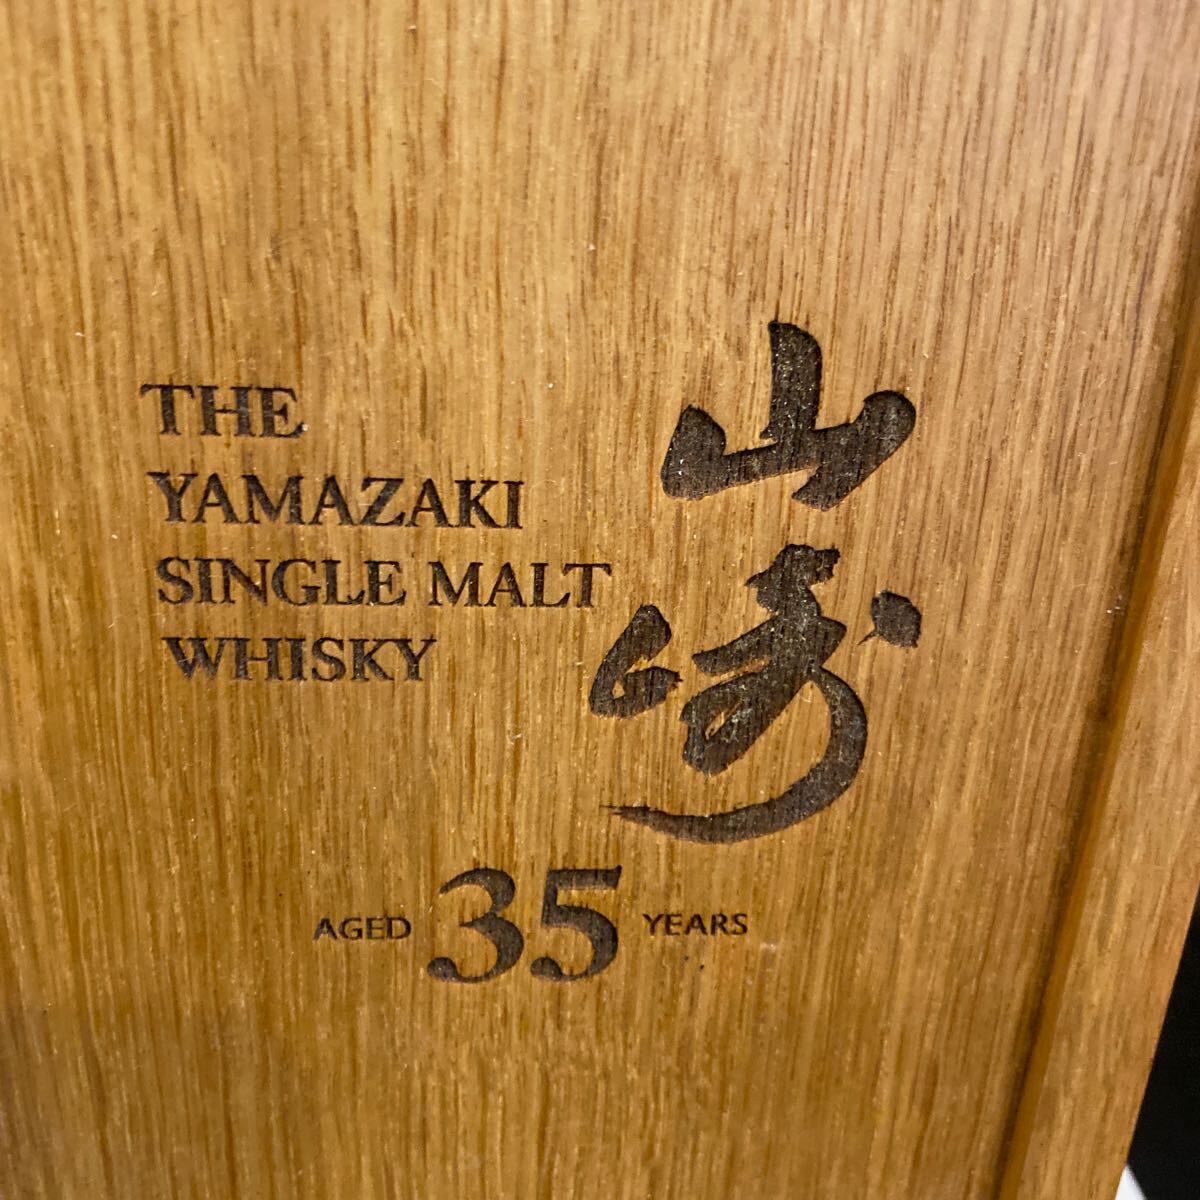 THE
YAMAZAKI
SINGLE MALT
WHISKY
山崎
AGED 35 YEARS